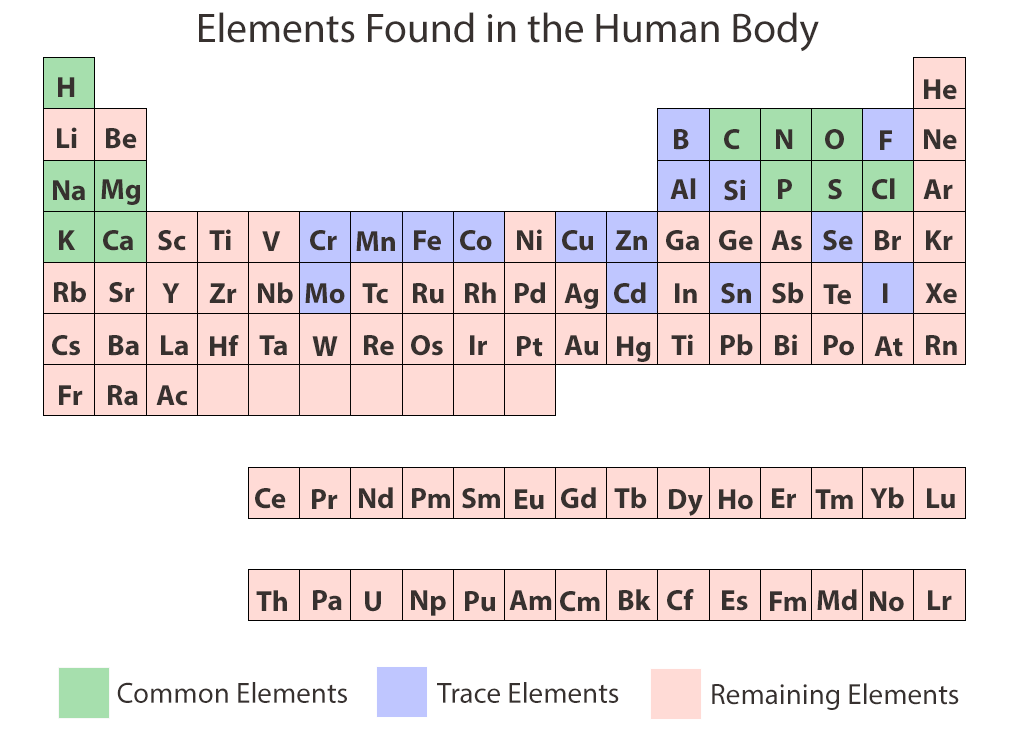 Elements Found in the Human Body
H He
Li Be B C N O F Ne
Na Mg Al Si P S Cl Ar
K Ca Sc Ti V Cr Mn Fe Co Ni Cu Zn Ga Ge As Se Br Kr
Rb Sr Y Zr Nb Mo Tc Ru Rh Pd Ag Cd In Sn Sb Te I Xe
Cs Ba La Hf Ta W Re Os Ir Pt Au Hg Ti Pb Bi Po At Rn
Fr Ra Ac
Ce Pr Nd Pm Sm Eu Gd Tb Dy Ho Er Tm Yb Lu
Th Pa U Np Pu Am Cm Bk Cf Es Fm Md No Lr
Common Elements Trace Elements Remaining Elements